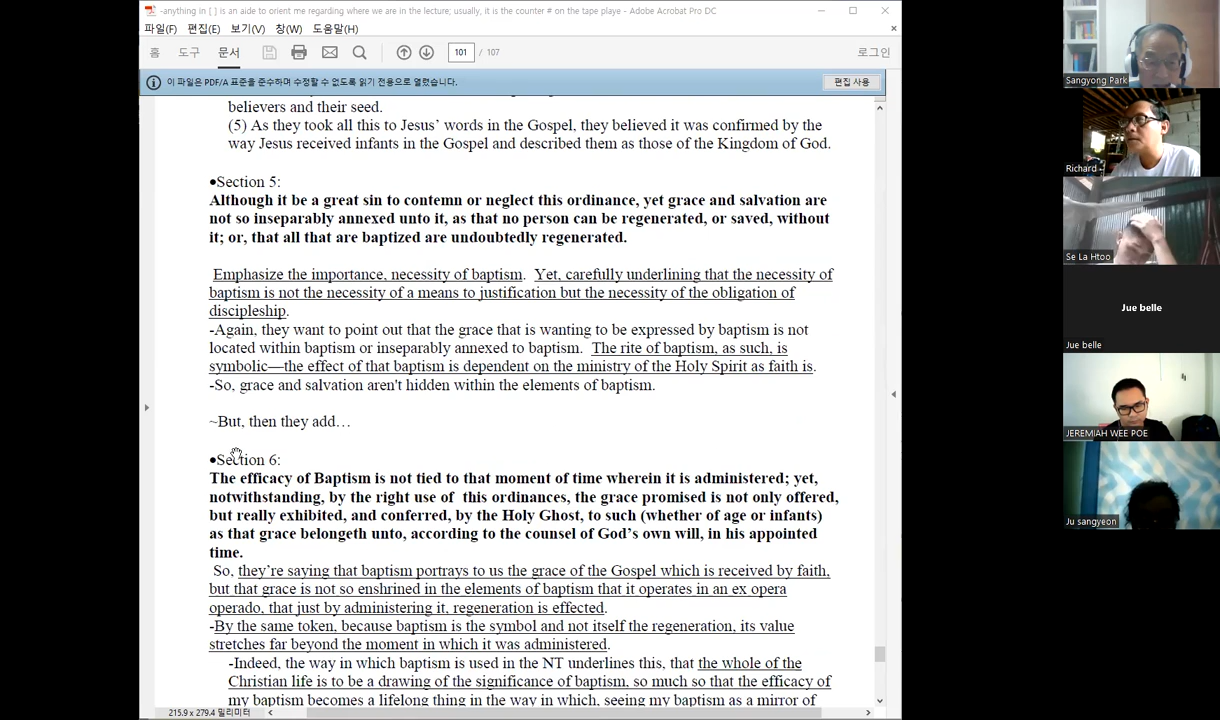 -anything in [ ] is an aide to orient me regarding where we are in the lecture; usually, it is the counter # on the tape playe - Adobe Acrobat Pro DC
파일(F) 편집(E) 보기(V) 창(W) 도움말(H)
홈 도구 문서 101 / 107 로그인
이 파일은 PDF/A 표준을 준수하며 수정할 수 없도록 읽기 전용으로 열렸습니다. 편집 사용
believers and their seed.
(5) As they took all this to Jesus' words in the Gospel, they believed it was confirmed by the
way Jesus received infants in the Gospel and described them as those of the Kingdom of God.
•Section 5:
Although it be a great sin to contemn or neglect this ordinance, yet grace and salvation are
not so inseparably annexed unto it, as that no person can be regenerated, or saved, without
it; or, that all that are baptized are undoubtedly regenerated.
Emphasize the importance, necessity of baptism. Yet, carefully underlining that the necessity of
baptism is not the necessity of a means to justification but the necessity of the obligation of
discipleship.
-Again, they want to point out that the grace that is wanting to be expressed by baptism is not
located within baptism or inseparably annexed to baptism. The rite of baptism, as such, is
symbolic—the effect of that baptism is dependent on the ministry of the Holy Spirit as faith is.
-So, grace and salvation aren't hidden within the elements of baptism.
~But, then they add…
•Section 6:
The efficacy of Baptism is not tied to that moment of time wherein it is administered; yet,
notwithstanding, by the right use of this ordinances, the grace promised is not only offered,
but really exhibited, and conferred, by the Holy Ghost, to such (whether of age or infants)
as that grace belongeth unto, according to the counsel of God's own will, in his appointed
time.
So, they're saying that baptism portrays to us the grace of the Gospel which is received by faith,
but that grace is not so enshrined in the elements of baptism that it operates in an ex opera
operado, that just by administering it, regeneration is effected.
-By the same token, because baptism is the symbol and not itself the regeneration, its value
stretches far beyond the moment in which it was administered.
-Indeed, the way in which baptism is used in the NT underlines this, that the whole of the
Christian life is to be a drawing of the significance of baptism, so much so that the efficacy of
my baptism becomes a lifelong thing in the way in which, seeing my baptism as a mirror of
215.9 x 279.4 밀리미터
Sangyong Park
Richard
Se La Htoo
Jue belle
Jue belle
JEREMIAH WEE POE
Ju sangyeon